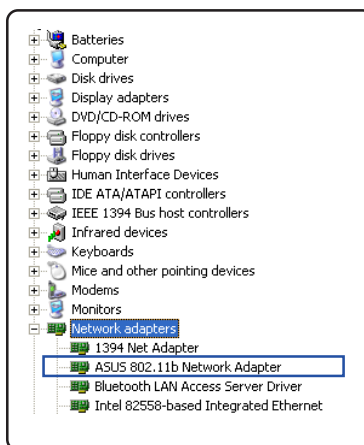 Batteries
Computer
Disk drives
Display adapters
DVD/CD-ROM drives
Floppy disk controllers
Floppy disk drives
Human Interface Devices
IDE ATA/ATAPI controllers
IEEE 1394 Bus host controllers
Infrared devices
Keyboards
Mice and other pointing devices
Modems
Monitors
Network adapters
1394 Net Adapter
ASUS 802.11b Network Adapter
Bluetooth LAN Access Server Driver
Intel 82558-based Integrated Ethernet